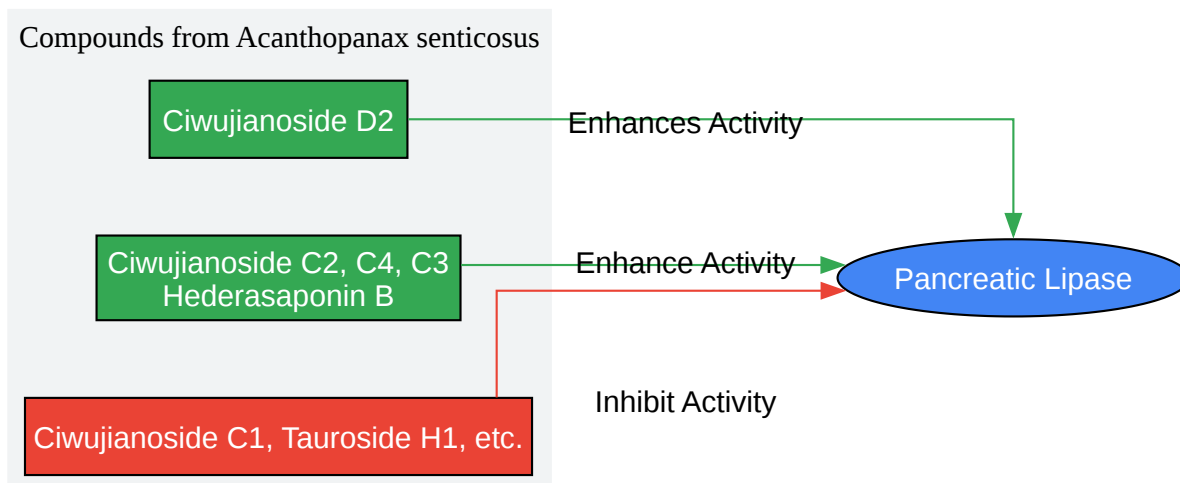 Compounds from Acanthopanax senticosus
Ciwujianoside D2
Enhances Activity
Ciwujianoside C2, C4, C3
Hederasaponin B
Enhance Activity
Pancreatic Lipase
Inhibit Activity
Ciwujianoside C1, Tauroside H1, etc.